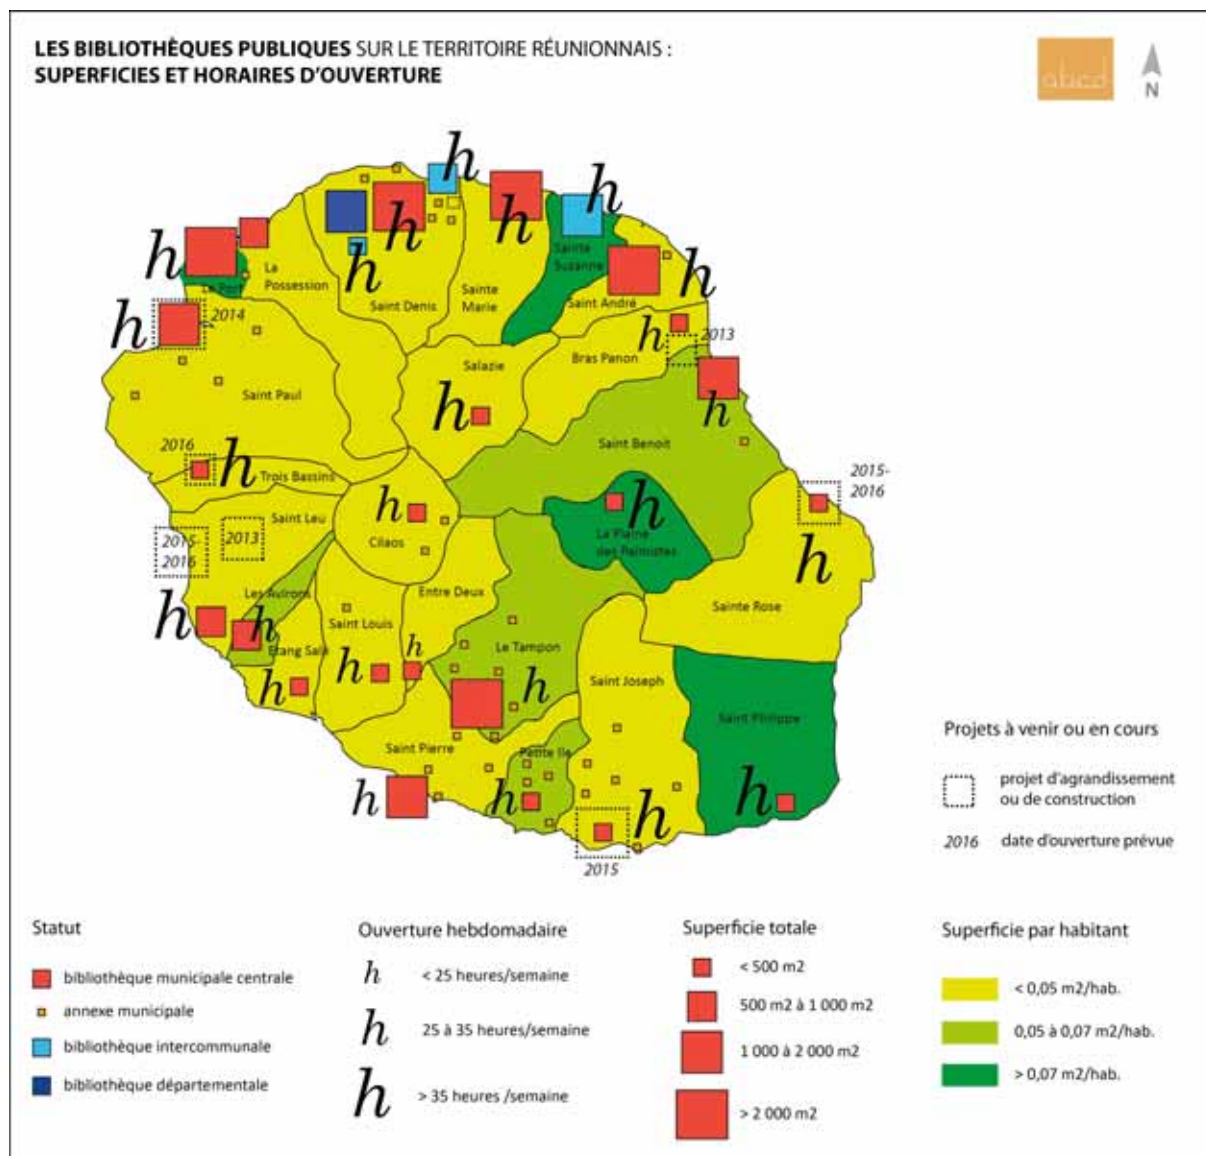 LES BIBLIOTHÈQUES PUBLIQUES SUR LE TERRITOIRE RÉUNIONNAIS :
SUPERFICIES ET HORAIRES D'OUVERTURE
abcd
N
h
h
h
h
h
h
Sainte
Suzanne
h
La
Possession
Le Port
Saint Denis
Sainte
Marie
Saint André
h
h
2014
h
2013
Bras Panon
Salazie
Saint Paul
h
h
Saint Benoit
2016
h
Trois Bassins
2015-
2016
h
h
Saint Leu
Cilaos
La Plaine
des Palmistes
2015-
2016
2013
h
Les Avirons
Entre Deux
Sainte Rose
h
h
Saint Louis
Etang Salé
h
h
h
Le Tampon
h
Saint Joseph
Saint Philippe
Saint Pierre
Petite Ile
h
h
h
h
2015
Projets à venir ou en cours
projet d'agrandissement
ou de construction
2016 date d'ouverture prévue
Statut
bibliothèque municipale centrale
annexe municipale
bibliothèque intercommunale
bibliothèque départementale
Ouverture hebdomadaire
h < 25 heures/semaine
h 25 à 35 heures/semaine
h > 35 heures /semaine
Superficie totale
< 500 m2
500 m2 à 1 000 m2
1 000 à 2 000 m2
> 2 000 m2
Superficie par habitant
< 0,05 m2/hab.
0,05 à 0,07 m2/hab.
> 0,07 m2/hab.